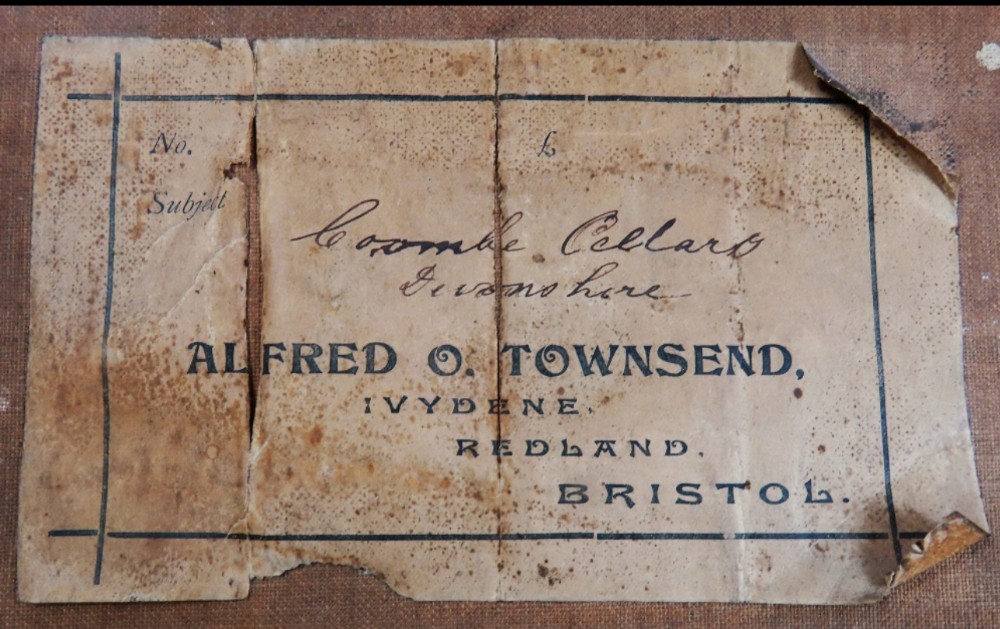 No. £
Subject
Coombe Cellars
Devonshire
ALFRED O. TOWNSEND,
IVYDENE,
REDLAND,
BRISTOL.